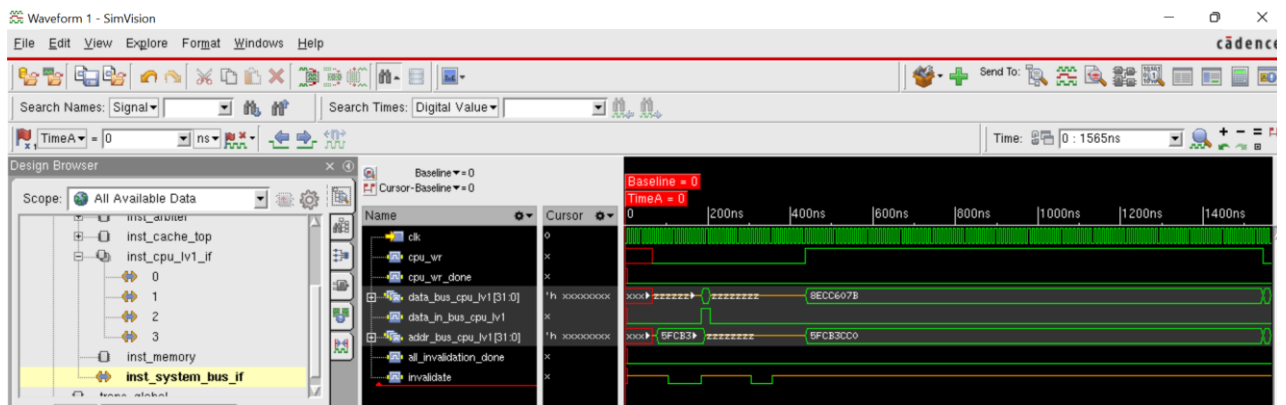 Waveform 1 - SimVision
File Edit View Explore Format Windows Help
cādence
Send To:
Search Names: Signal
Search Times: Digital Value
TimeA = 0 ns
Time: 0 : 1565ns
Design Browser
Baseline = 0
Cursor-Baseline = 0
Scope: All Available Data
Baseline = 0
TimeA = 0
Name Cursor
0 200ns 400ns 600ns 800ns 1000ns 1200ns 1400ns
inst_arbiter
inst_cache_top
inst_cpu_lv1_if
0
1
2
3
inst_memory
inst_system_bus_if
clk 0
cpu_wr x
cpu_wr_done x
data_bus_cpu_lv1[31:0] 'h xxxxxxxx xxx zzzzzz zzzzzzzz 8ECC607B
data_in_bus_cpu_lv1 x
addr_bus_cpu_lv1[31:0] 'h xxxxxxxx xxx 5FCB3 zzzzzzzz 5FCB3CC0
all_invalidation_done x
invalidate x